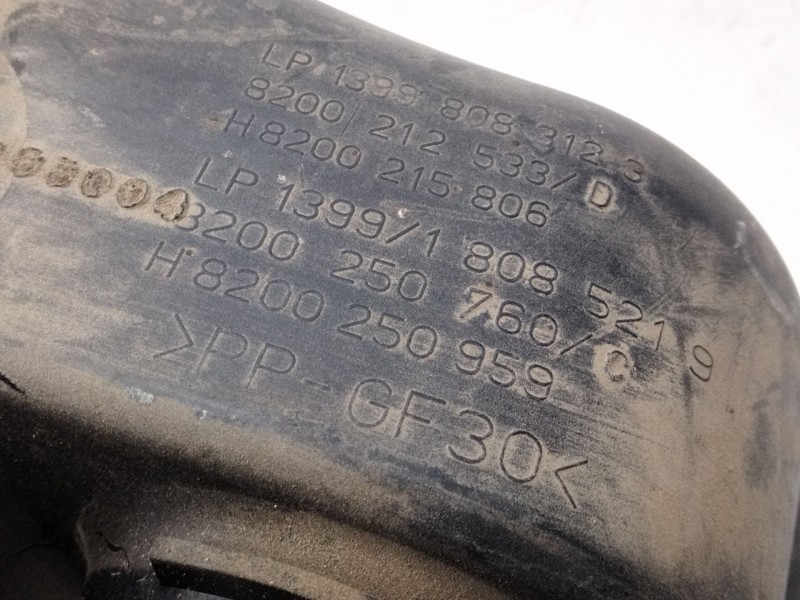 LP 1399 808 312 3
8200 212 533/D
H 8200 215 806
LP 1399/1 808 521 9
8200 250 760/C
H 8200 250 959
>PP-GF30<